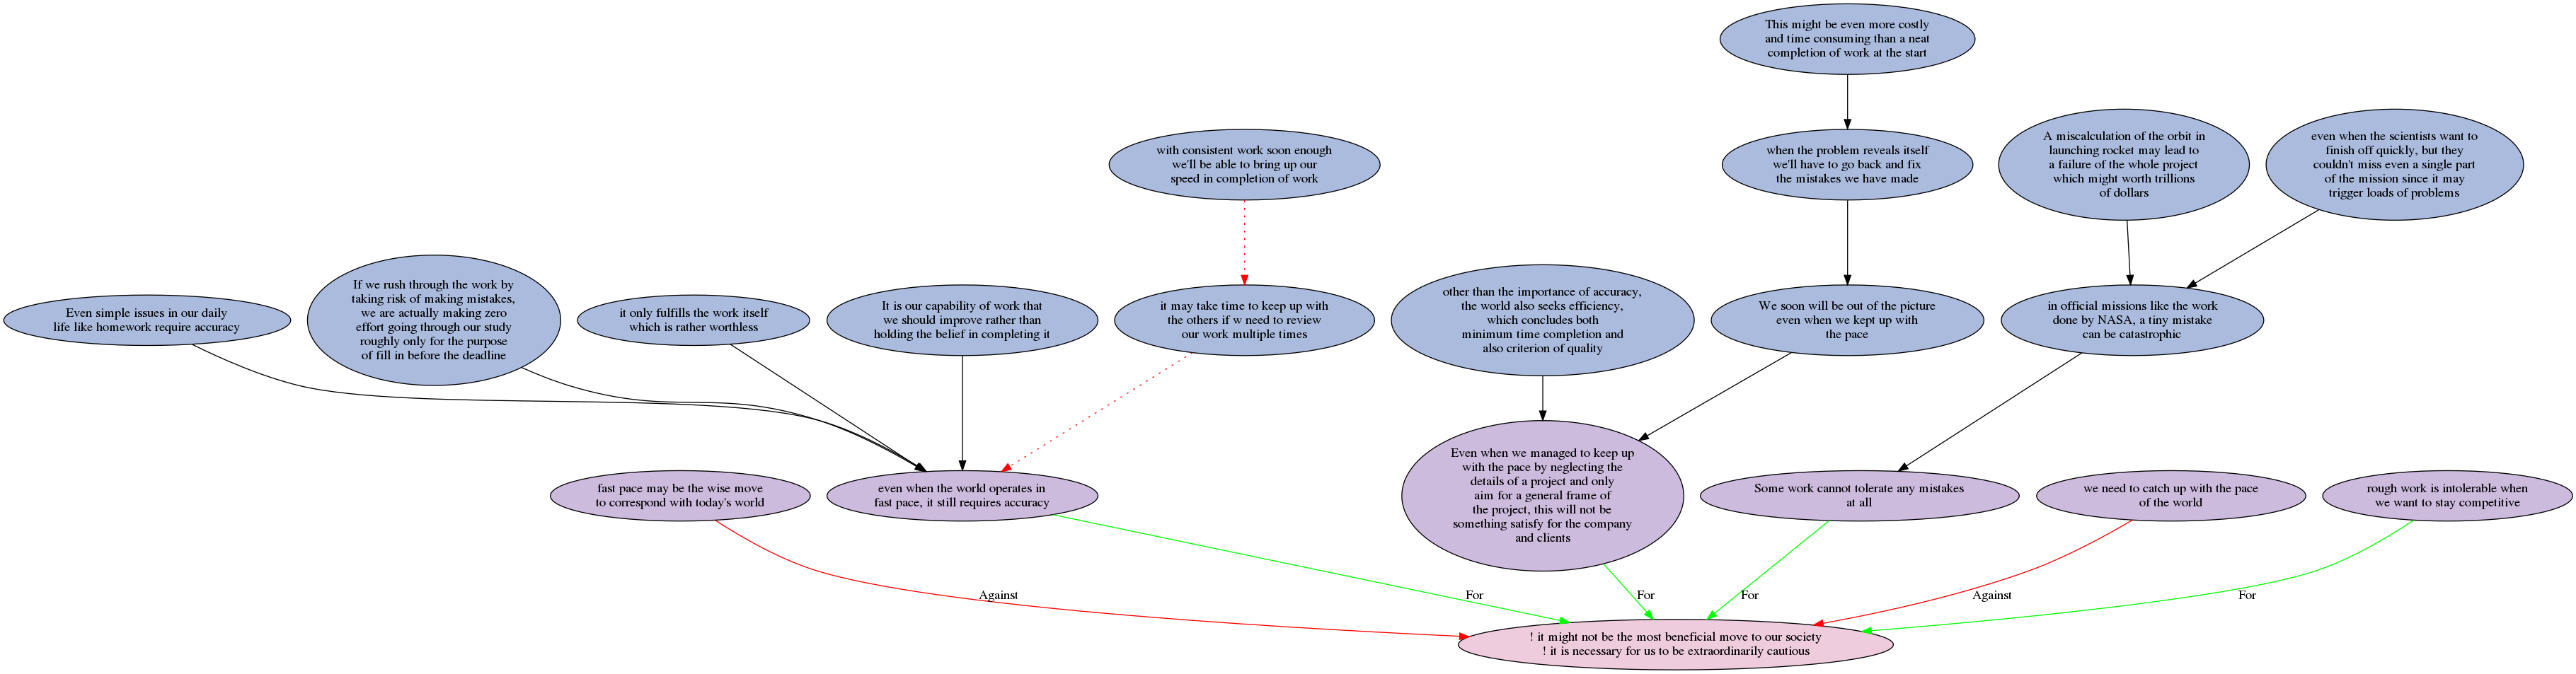 This might be even more costly
and time consuming than a neat
completion of work at the start
with consistent work soon enough
we'll be able to bring up our
speed in completion of work
when the problem reveals itself
we'll have to go back and fix
the mistakes we have made
A miscalculation of the orbit in
launching rocket may lead to
a failure of the whole project
which might worth trillions
of dollars
even when the scientists want to
finish off quickly, but they
couldn't miss even a single part
of the mission since it may
trigger loads of problems
Even simple issues in our daily
life like homework require accuracy
If we rush through the work by
taking risk of making mistakes,
we are actually making zero
effort going through our study
roughly only for the purpose
of fill in before the deadline
it only fulfills the work itself
which is rather worthless
It is our capability of work that
we should improve rather than
holding the belief in completing it
it may take time to keep up with
the others if w need to review
our work multiple times
other than the importance of accuracy,
the world also seeks efficiency,
which concludes both
minimum time completion and
also criterion of quality
We soon will be out of the picture
even when we kept up with
the pace
in official missions like the work
done by NASA, a tiny mistake
can be catastrophic
fast pace may be the wise move
to correspond with today's world
even when the world operates in
fast pace, it still requires accuracy
Even when we managed to keep up
with the pace by neglecting the
details of a project and only
aim for a general frame of
the project, this will not be
something satisfy for the company
and clients
Some work cannot tolerate any mistakes
at all
we need to catch up with the pace
of the world
rough work is intolerable when
we want to stay competitive
Against
For
For
For
Against
For
! it might not be the most beneficial move to our society
! it is necessary for us to be extraordinarily cautious